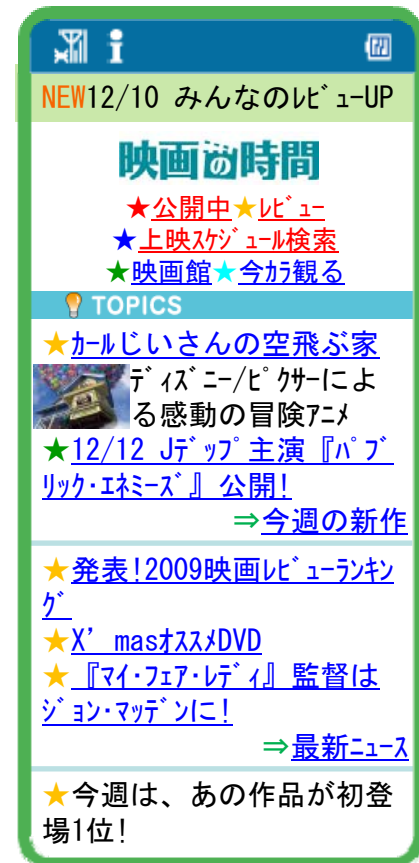 NEW12/10 みんなのﾚﾋﾞｭｰUP
映画の時間
★公開中★ﾚﾋﾞｭｰ
★上映ｽｹｼﾞｭｰﾙ検索
★映画館★今ｶﾗ観る
TOPICS
★ｶｰﾙじいさんの空飛ぶ家
ﾃﾞｨｽﾞﾆｰ/ﾋﾟｸｻｰによ
る感動の冒険ｱﾆﾒ
★12/12 Jﾃﾞｯﾌﾟ主演『ﾊﾟﾌﾞ
ﾘｯｸ・ｴﾈﾐｰｽﾞ』公開!
⇒今週の新作
★発表!2009映画ﾚﾋﾞｭｰﾗﾝｷﾝ
ｸﾞ
★X’masｵｽｽﾒDVD
★『ﾏｲ・ﾌｪｱ・ﾚﾃﾞｨ』監督は
ｼﾞｮﾝ・ﾏｯﾃﾞﾝに!
⇒最新ﾆｭｰｽ
★今週は、あの作品が初登
場1位!